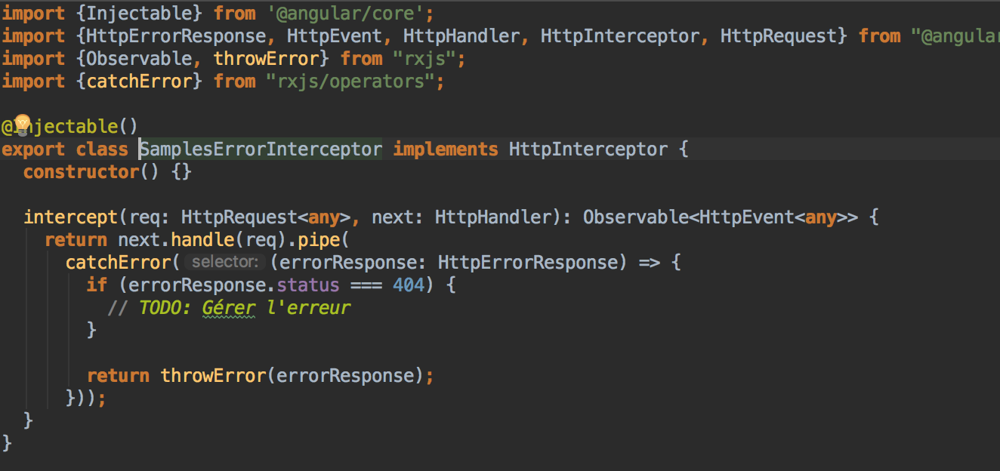 import {Injectable} from '@angular/core';
import {HttpErrorResponse, HttpEvent, HttpHandler, HttpInterceptor, HttpRequest} from "@angular
import {Observable, throwError} from "rxjs";
import {catchError} from "rxjs/operators";
@Injectable()
export class SamplesErrorInterceptor implements HttpInterceptor {
constructor() {}
intercept(req: HttpRequest<any>, next: HttpHandler): Observable<HttpEvent<any>> {
return next.handle(req).pipe(
catchError( selector: (errorResponse: HttpErrorResponse) => {
if (errorResponse.status === 404) {
// TODO: Gérer l'erreur
}
return throwError(errorResponse);
}));
}
}